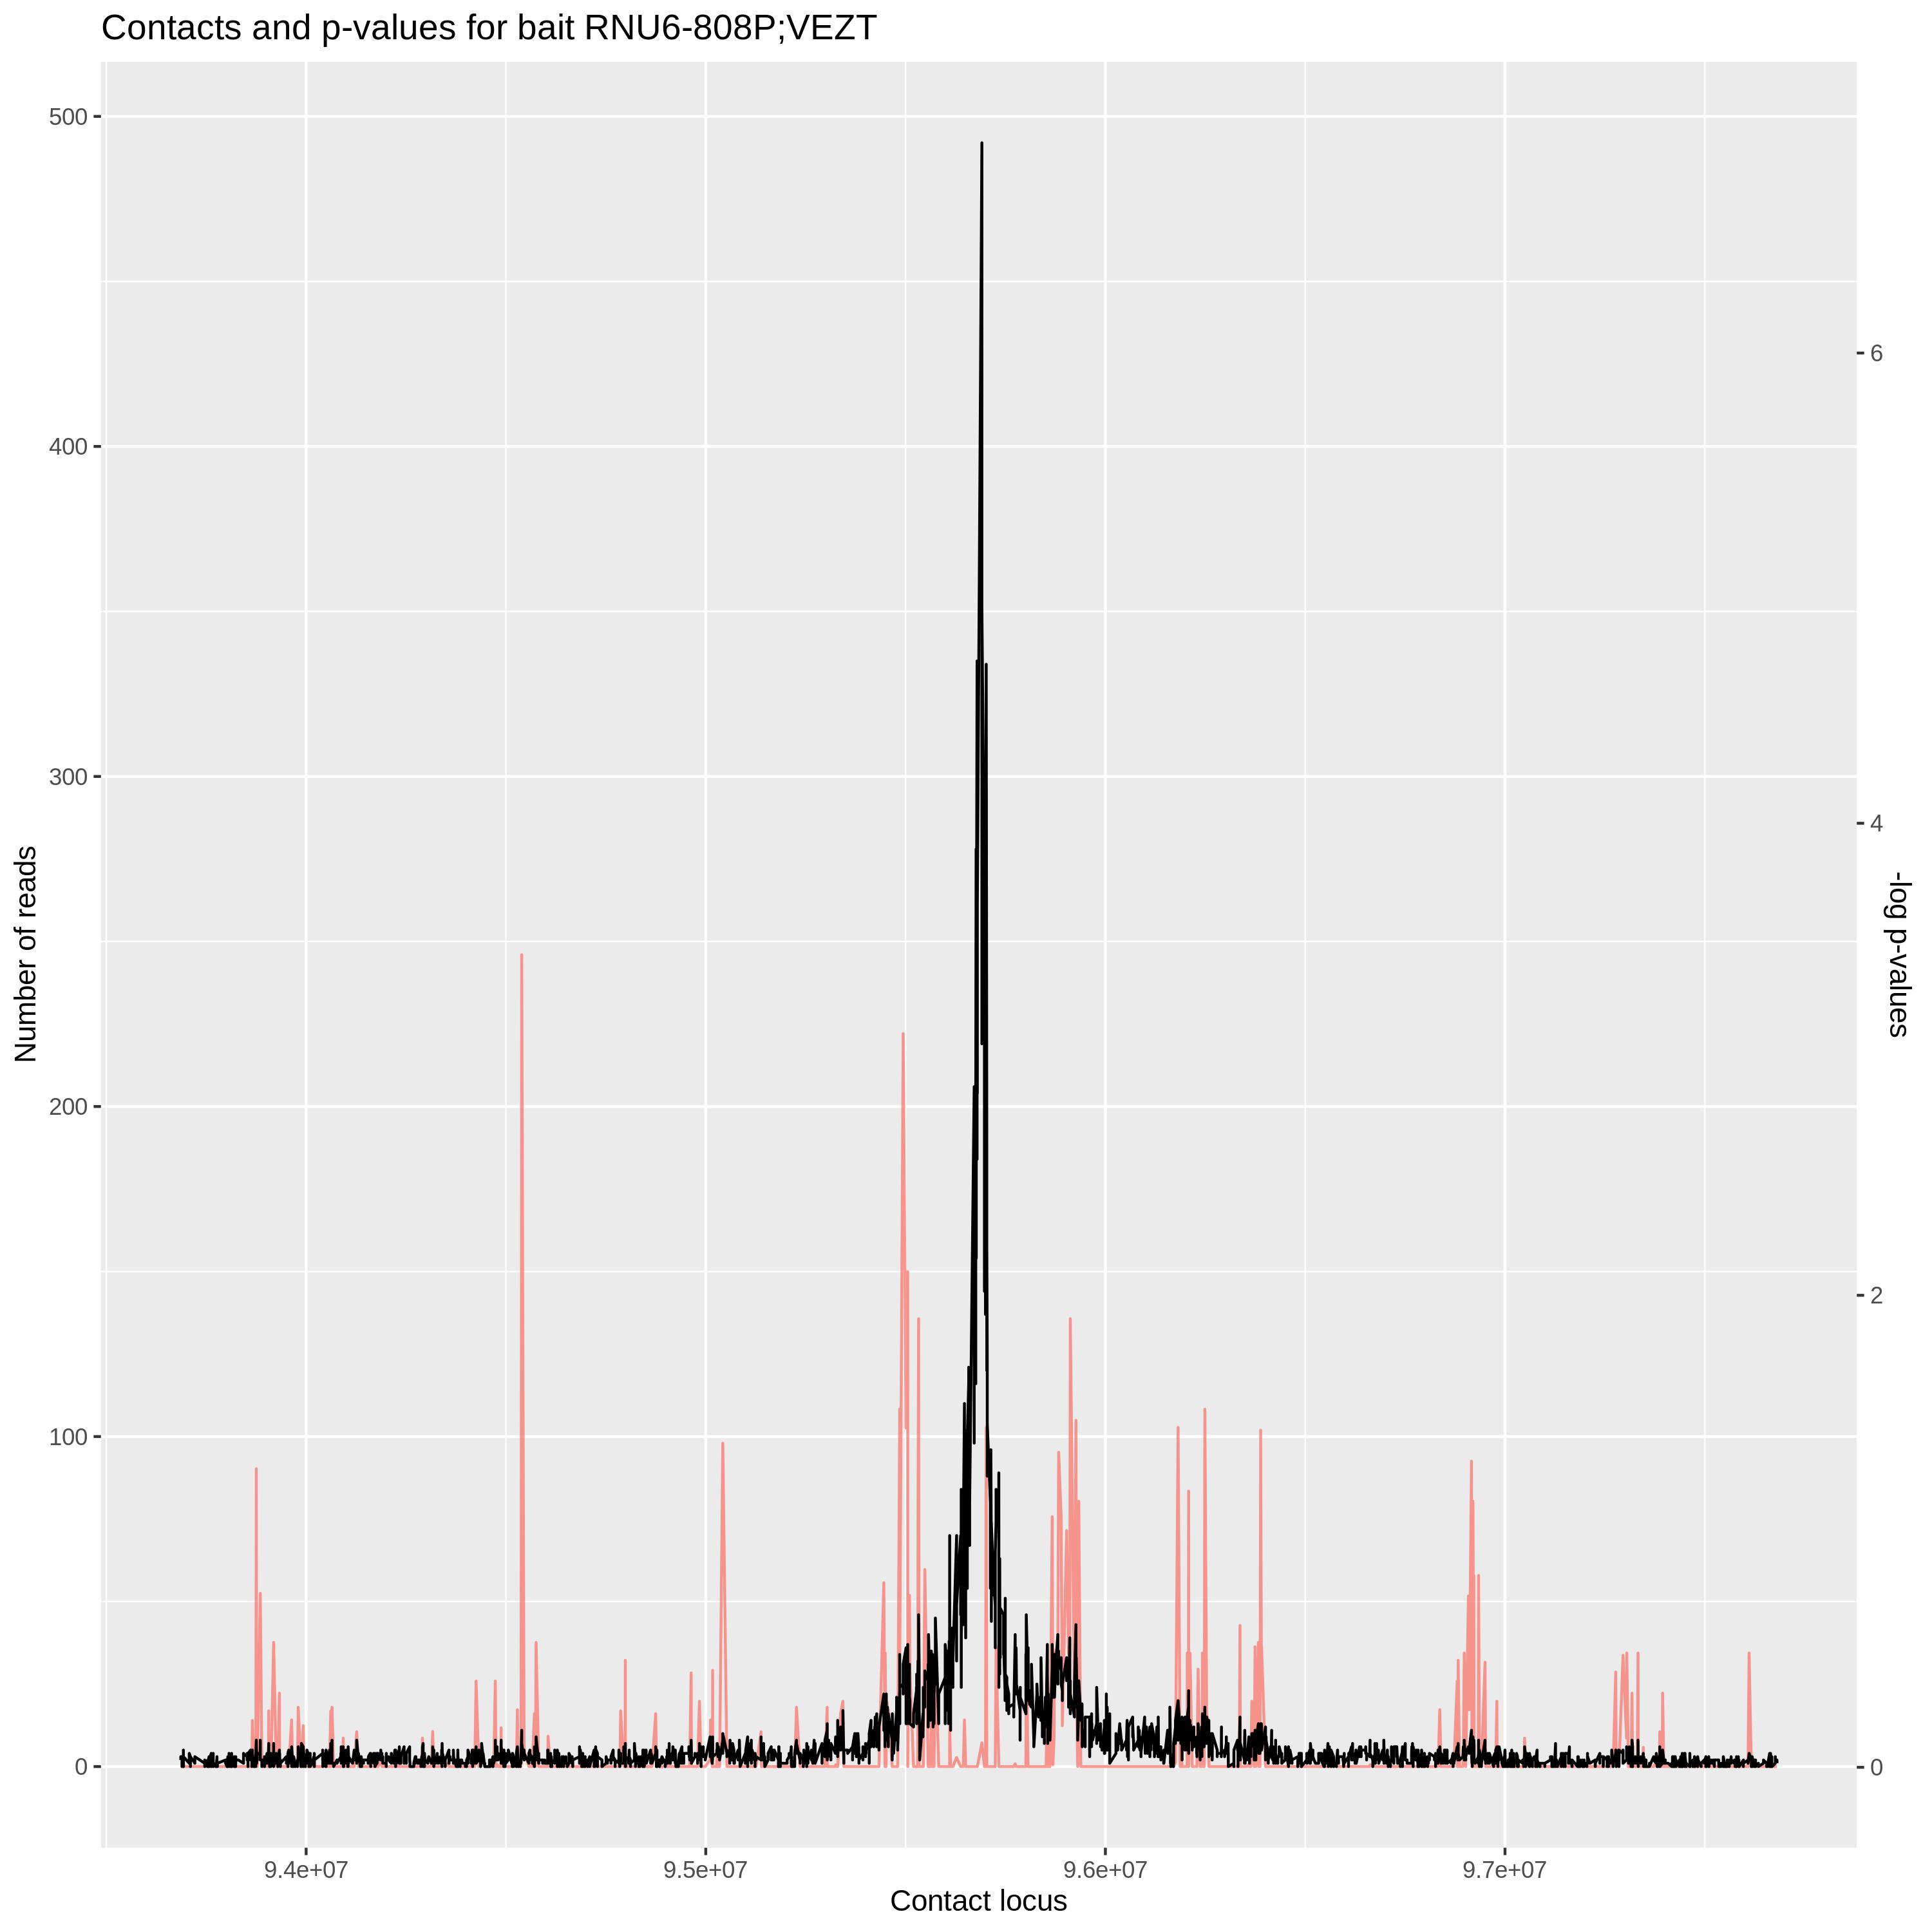 Contacts and p-values for bait RNU6-808P;VEZT
500
400
300
200
100
0
Number of reads
6
4
2
0
-log p-values
9.4e+07 9.5e+07 9.6e+07 9.7e+07
Contact locus